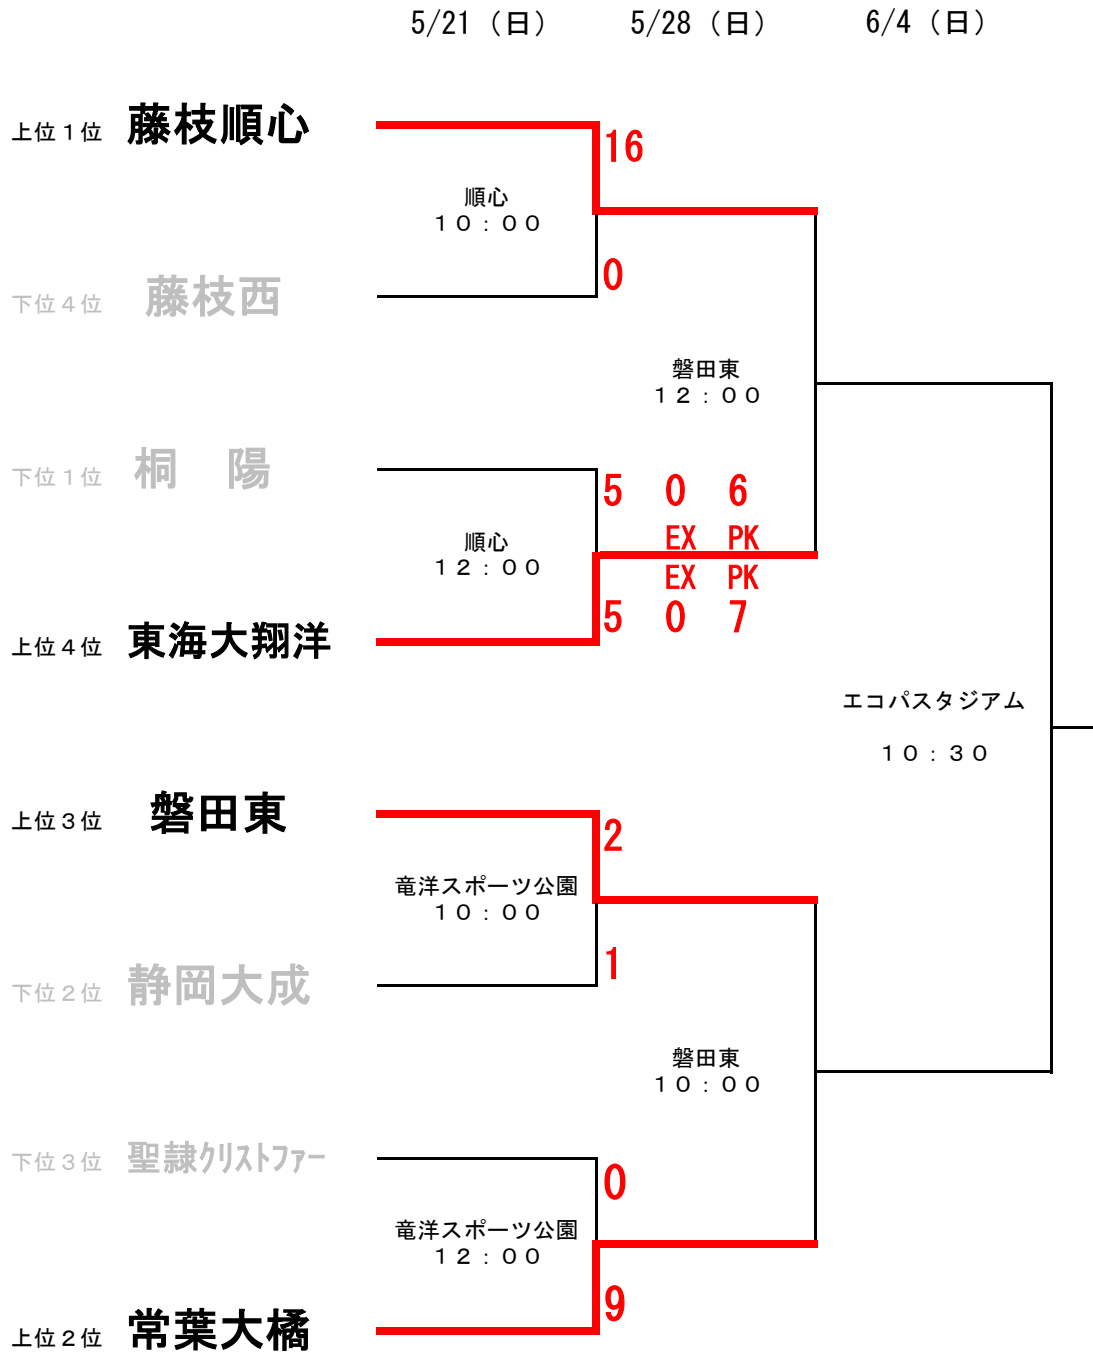 5/21（日） 5/28（日） 6/4（日）
上位１位 藤枝順心
16
順心
１０：００
0
下位４位 藤枝西
磐田東
１２：００
下位１位 桐　陽
5 0 6
EX PK
順心
１２：００
EX PK
5 0 7
上位４位 東海大翔洋
エコパスタジアム
１０：３０
上位３位 磐田東
2
竜洋スポーツ公園
１０：００
1
下位２位 静岡大成
磐田東
１０：００
下位３位 聖隷ｸﾘｽﾄﾌｧｰ
0
竜洋スポーツ公園
１２：００
9
上位２位 常葉大橘